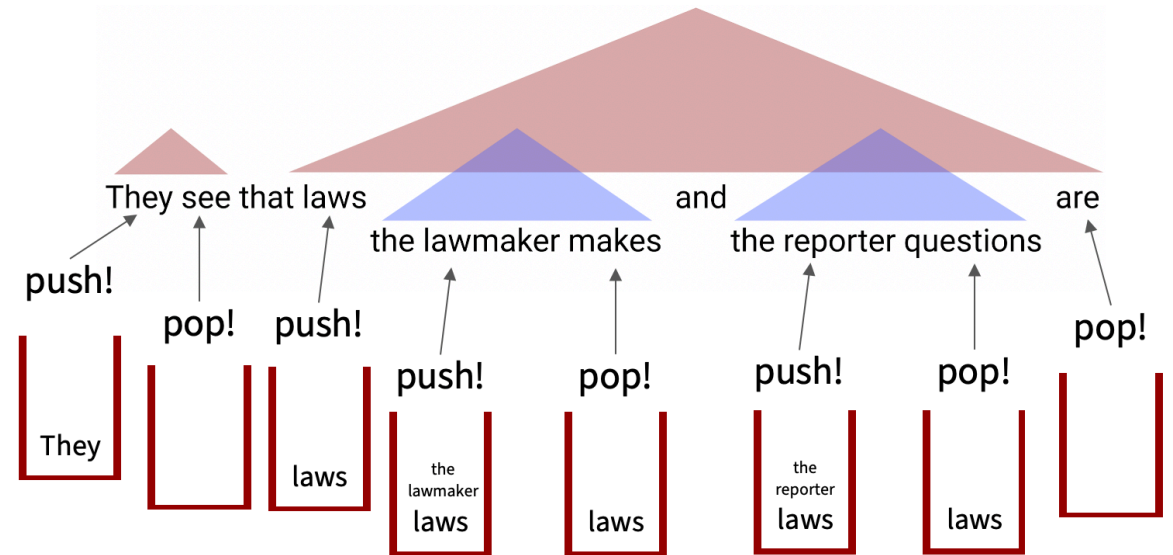 They see that laws
and
are
the lawmaker makes
the reporter questions
push!
pop!
push!
pop!
push!
pop!
push!
pop!
They
laws
the
lawmaker
laws
laws
the
reporter
laws
laws